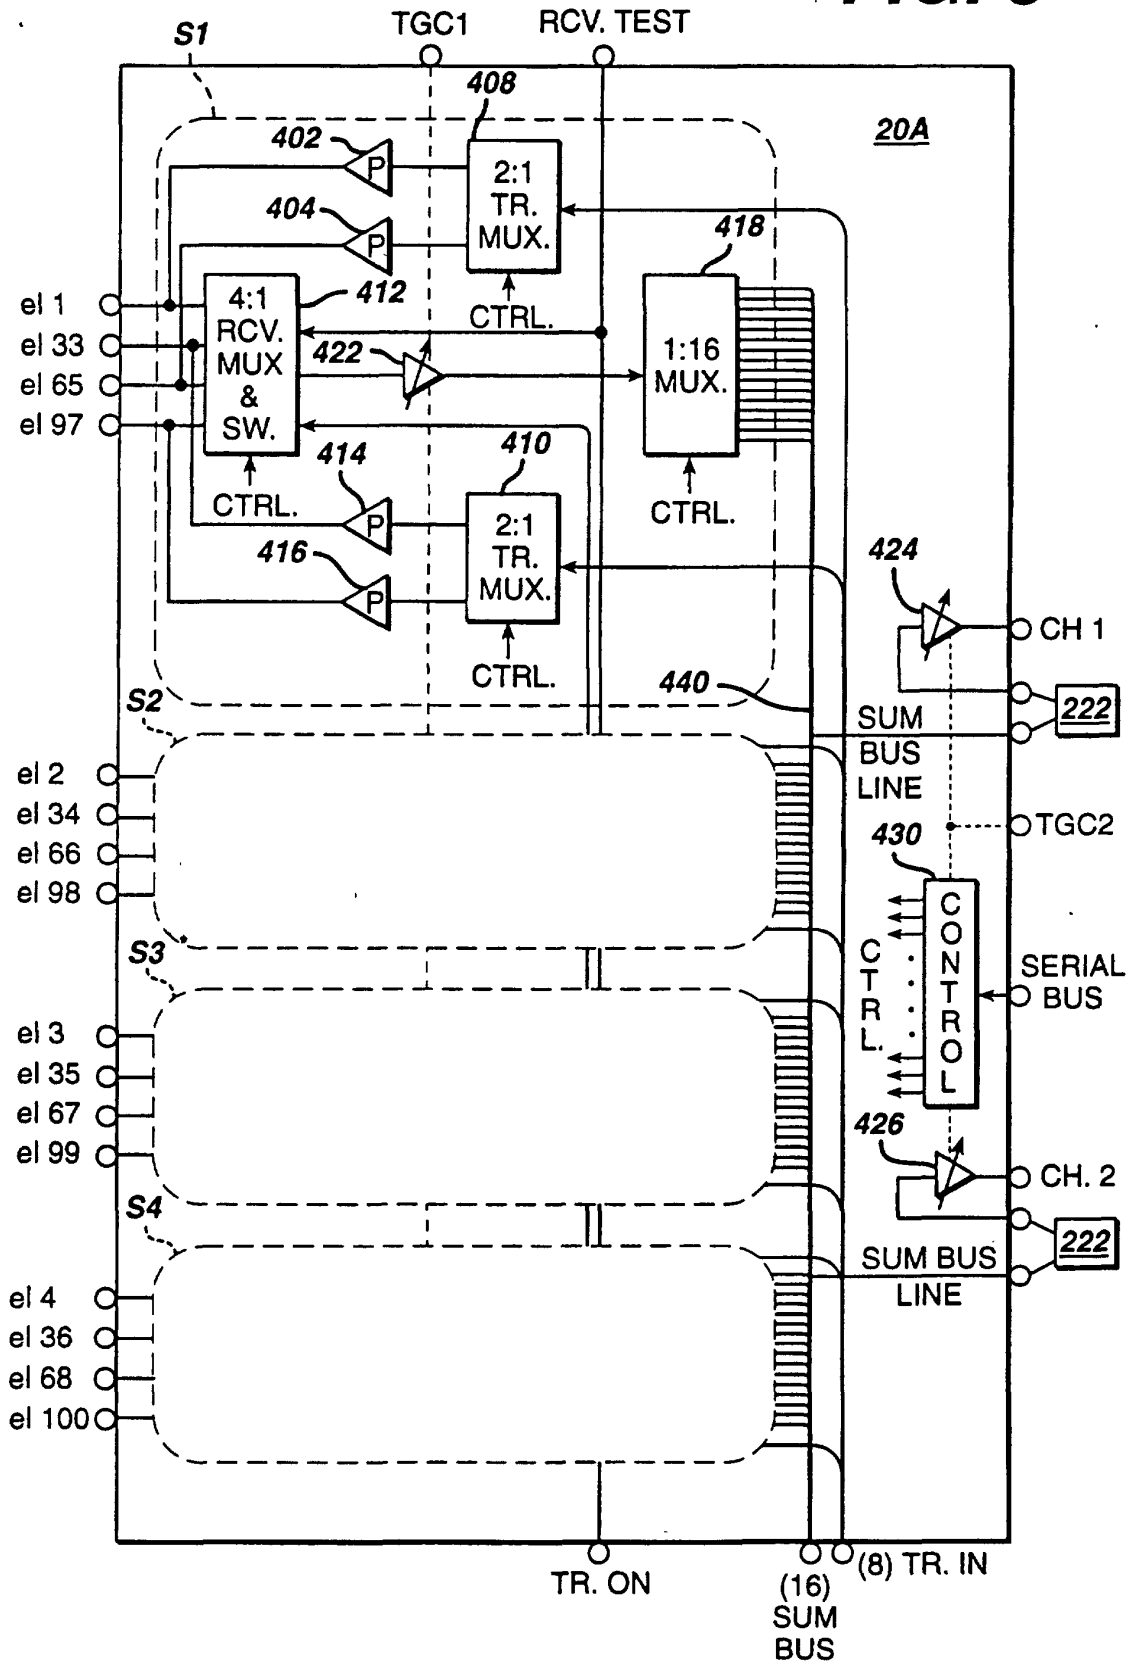 TGC1
RCV. TEST
S1
408
20A
402
P
2:1
TR.
MUX.
404
P
418
el 1
el 33
el 65
el 97
4:1
RCV.
MUX
&
SW.
412
CTRL.
422
1:16
MUX.
CTRL.
414
410
CTRL.
P
2:1
TR.
MUX.
416
P
CTRL.
424
CH 1
222
440
SUM
BUS
LINE
S2
el 2
el 34
el 66
el 98
TGC2
430
CONTROL
CTRL.
SERIAL
BUS
S3
el 3
el 35
el 67
el 99
426
CH. 2
222
SUM BUS
LINE
S4
el 4
el 36
el 68
el 100
TR. ON
(16)
SUM
BUS
(8) TR. IN